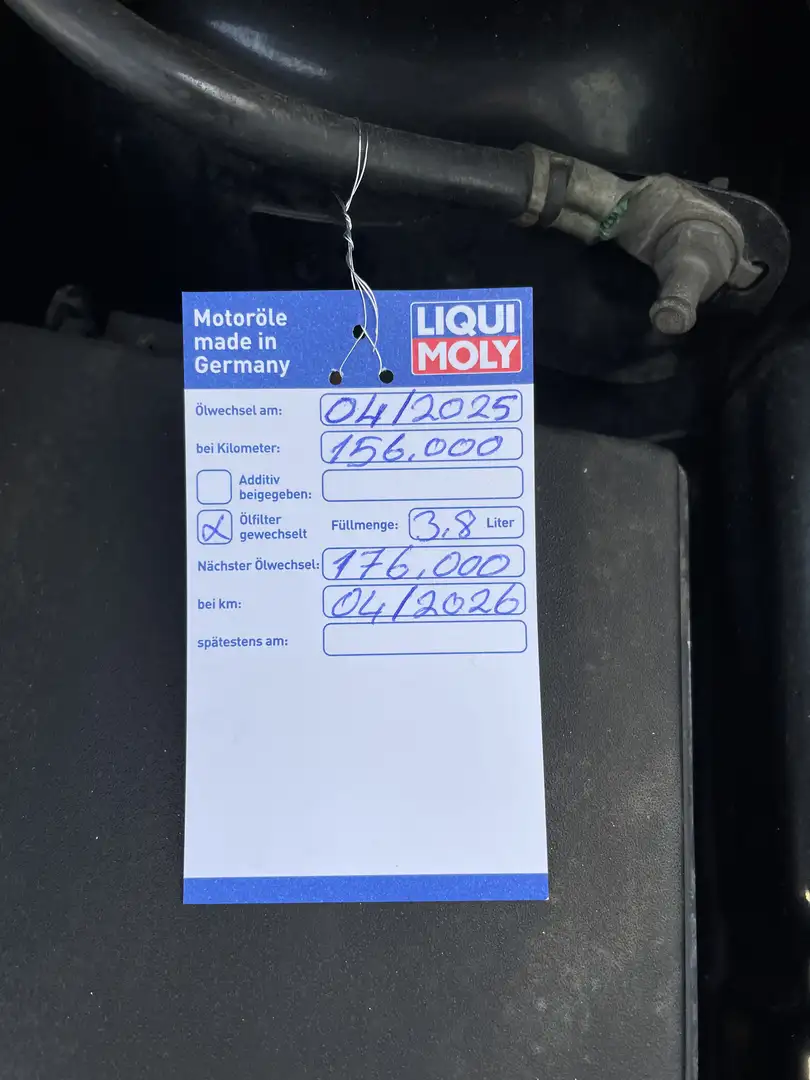 Motoröle
made in
Germany
LIQUI
MOLY
Ölwechsel am: 04/2025
bei Kilometer: 156.000
Additiv
beigegeben:
Ölfilter
gewechselt
Füllmenge: 3,8 Liter
Nächster Ölwechsel: 176,000
bei km: 04/2026
spätestens am: